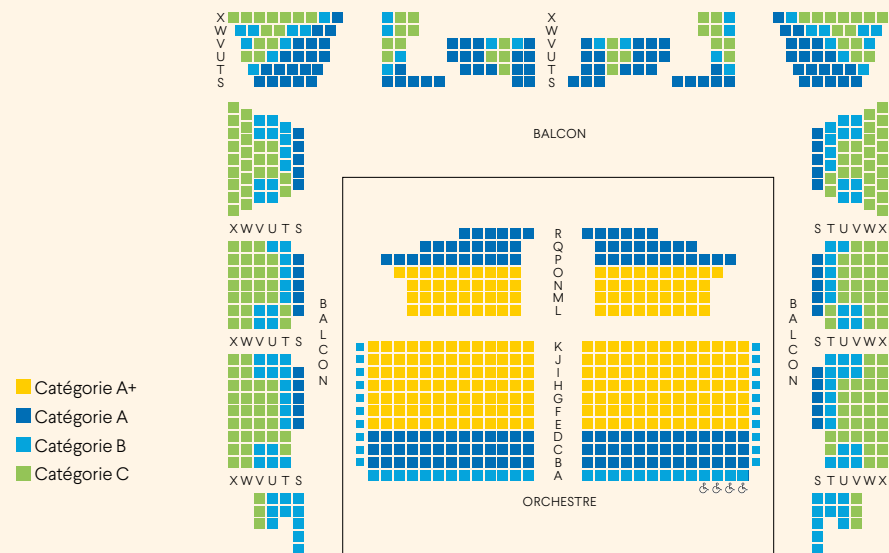 X
W
V
U
T
S
X
W
V
U
T
S
BALCON
X W V U T S
S T U V W X
R
Q
P
O
N
M
L
B
A
L
C
O
N
B
A
L
C
O
N
X W V U T S
S T U V W X
K
J
I
H
G
F
E
D
C
B
A
Catégorie A+
Catégorie A
Catégorie B
Catégorie C
X W V U T S
S T U V W X
ORCHESTRE